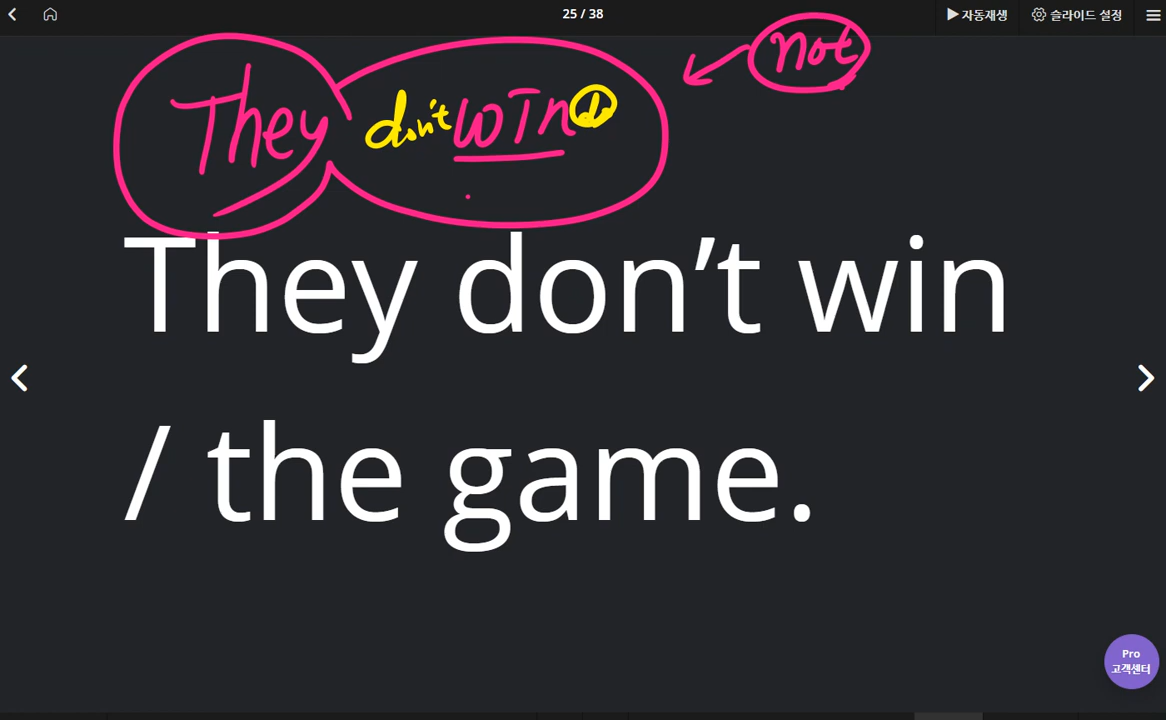 25 / 38
자동재생
슬라이드 설정
not
They don't win d
They don’t win
/ the game.
Pro
고객센터